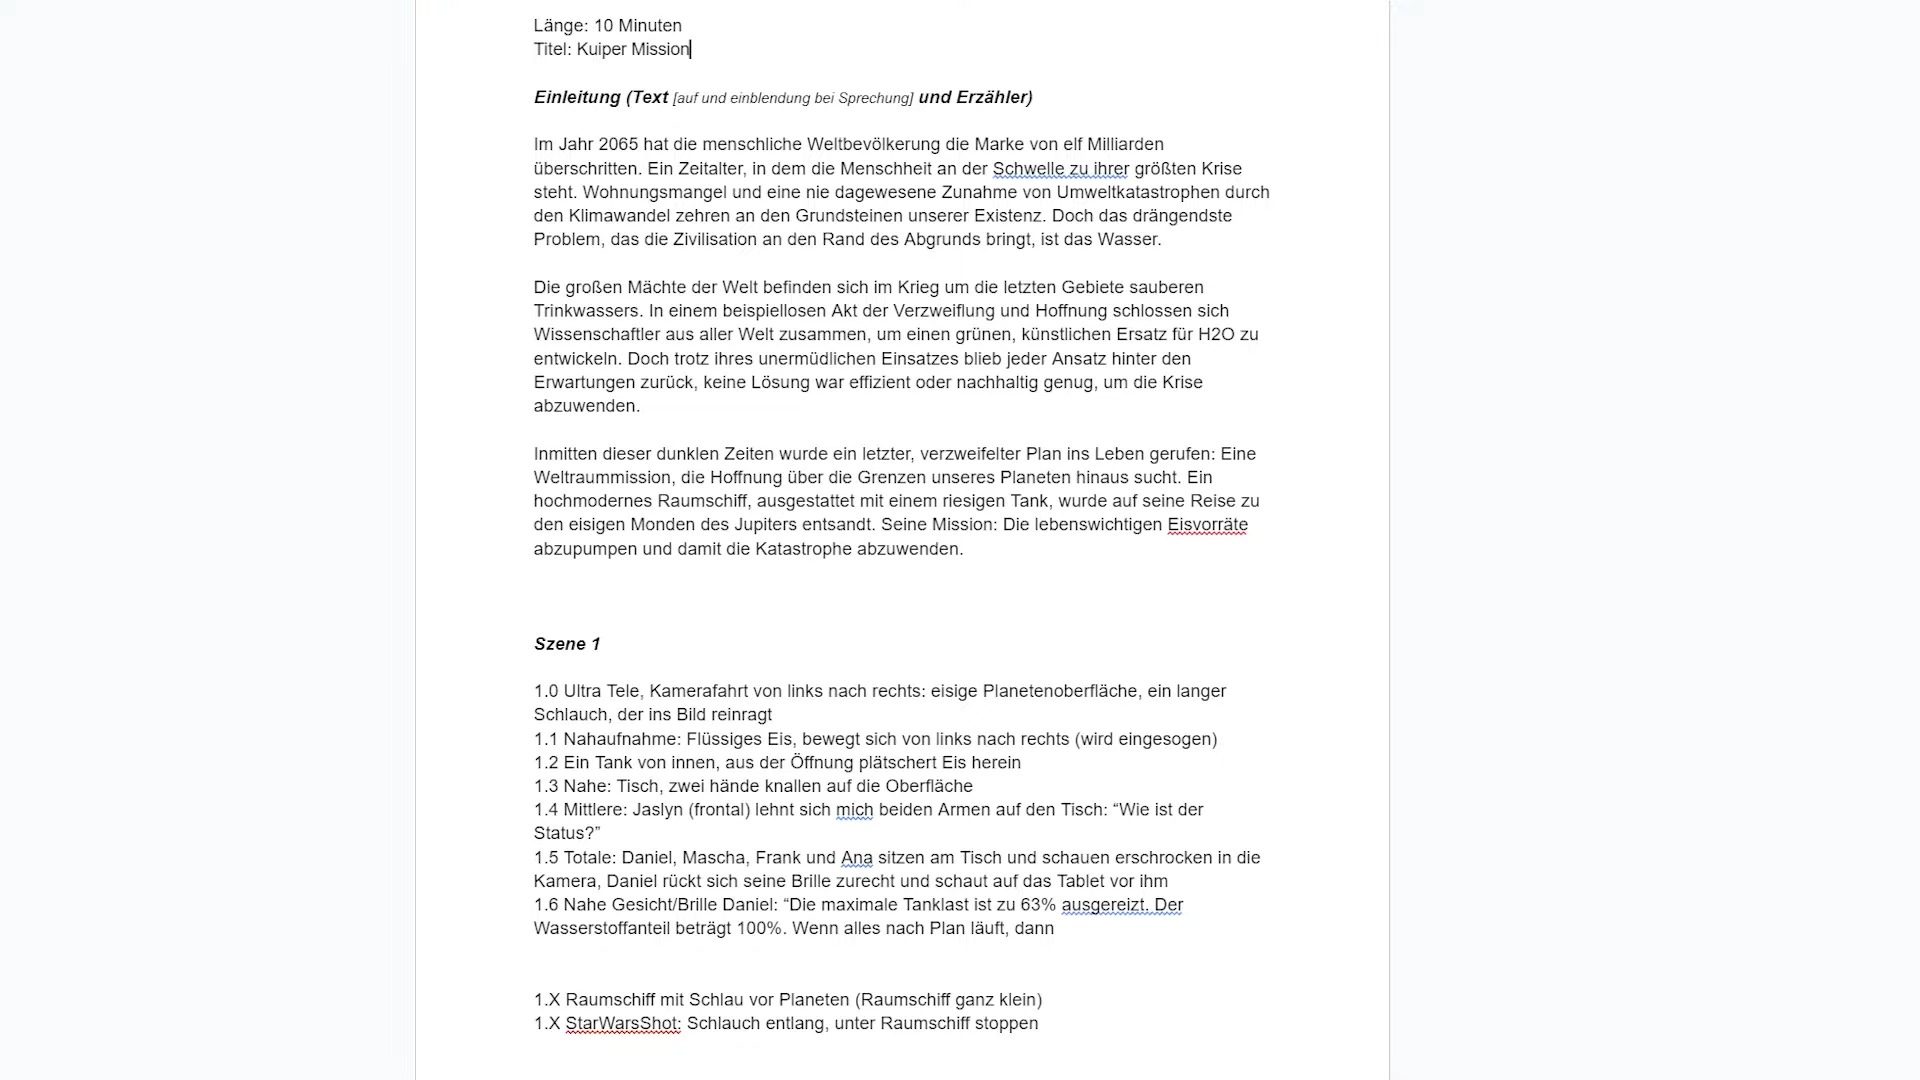 Länge: 10 Minuten
Titel: Kuiper Mission
Einleitung (Text [auf und einblendung bei Sprechung] und Erzähler)
Im Jahr 2065 hat die menschliche Weltbevölkerung die Marke von elf Milliarden
überschritten. Ein Zeitalter, in dem die Menschheit an der Schwelle zu ihrer größten Krise
steht. Wohnungsmangel und eine nie dagewesene Zunahme von Umweltkatastrophen durch
den Klimawandel zehren an den Grundsteinen unserer Existenz. Doch das drängendste
Problem, das die Zivilisation an den Rand des Abgrunds bringt, ist das Wasser.
Die großen Mächte der Welt befinden sich im Krieg um die letzten Gebiete sauberen
Trinkwassers. In einem beispiellosen Akt der Verzweiflung und Hoffnung schlossen sich
Wissenschaftler aus aller Welt zusammen, um einen grünen, künstlichen Ersatz für H2O zu
entwickeln. Doch trotz ihres unermüdlichen Einsatzes blieb jeder Ansatz hinter den
Erwartungen zurück, keine Lösung war effizient oder nachhaltig genug, um die Krise
abzuwenden.
Inmitten dieser dunklen Zeiten wurde ein letzter, verzweifelter Plan ins Leben gerufen: Eine
Weltraummission, die Hoffnung über die Grenzen unseres Planeten hinaus sucht. Ein
hochmodernes Raumschiff, ausgestattet mit einem riesigen Tank, wurde auf seine Reise zu
den eisigen Monden des Jupiters entsandt. Seine Mission: Die lebenswichtigen Eisvorräte
abzupumpen und damit die Katastrophe abzuwenden.
Szene 1
1.0 Ultra Tele, Kamerafahrt von links nach rechts: eisige Planetenoberfläche, ein langer
Schlauch, der ins Bild reinragt
1.1 Nahaufnahme: Flüssiges Eis, bewegt sich von links nach rechts (wird eingesogen)
1.2 Ein Tank von innen, aus der Öffnung plätschert Eis herein
1.3 Nahe: Tisch, zwei hände knallen auf die Oberfläche
1.4 Mittlere: Jaslyn (frontal) lehnt sich mich beiden Armen auf den Tisch: “Wie ist der
Status?”
1.5 Totale: Daniel, Mascha, Frank und Ana sitzen am Tisch und schauen erschrocken in die
Kamera, Daniel rückt sich seine Brille zurecht und schaut auf das Tablet vor ihm
1.6 Nahe Gesicht/Brille Daniel: “Die maximale Tanklast ist zu 63% ausgereizt. Der
Wasserstoffanteil beträgt 100%. Wenn alles nach Plan läuft, dann
1.X Raumschiff mit Schlau vor Planeten (Raumschiff ganz klein)
1.X StarWarsShot: Schlauch entlang, unter Raumschiff stoppen